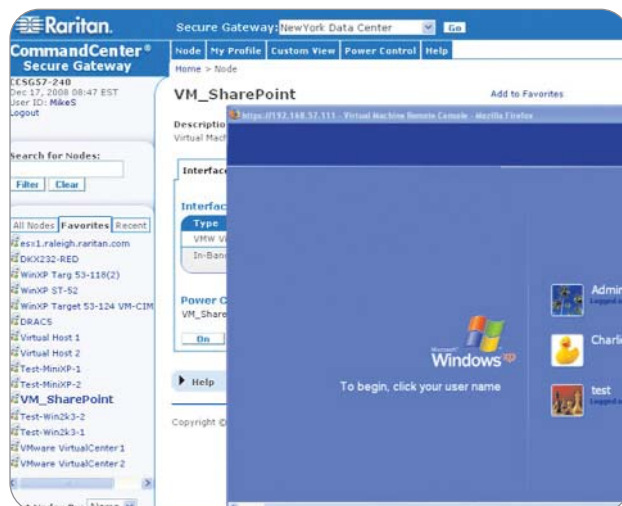 Raritan.
CommandCenter®
Secure Gateway
CCSG57-240
Dec 17, 2008 08:47 EST
User ID: MikeS
Logout
Search for Nodes:
Filter Clear
All Nodes Favorites Recent
esx1.raleigh.raritan.com
DKX232-RED
WinXP Targ 53-118(2)
WinXP ST-52
WinXP Target 53-124 VM-CIM
DRAC5
Virtual Host 1
Virtual Host 2
Test-MiniXP-1
Test-MiniXP-2
VM_SharePoint
Test-Win2k3-2
Test-Win2k3-1
VMware VirtualCenter1
VMware VirtualCenter2
Name
Secure Gateway: NewYork Data Center Go
Node My Profile Custom View Power Control Help
Home > Node
VM_SharePoint
Add to Favorites
Descriptio
Virtual Mach
Interface
Interfac
Type
VMW Vi
In-Ban
Power C
VM_Share
On
Help
Copyright ©
https://192.168.57.111 - Virtual Machine Remote Console - Mozilla Firefox
Microsoft
Windows xp
To begin, click your user name
Admin
Logged o
Charlie
test
Logged o